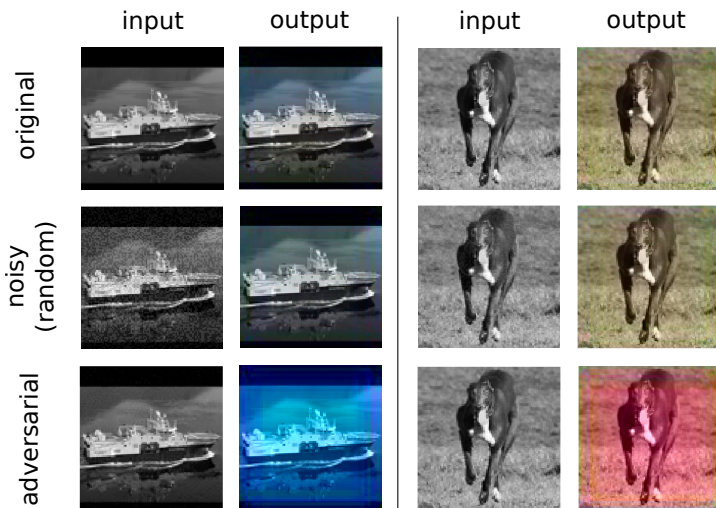 input output input output
original
noisy
(random)
adversarial